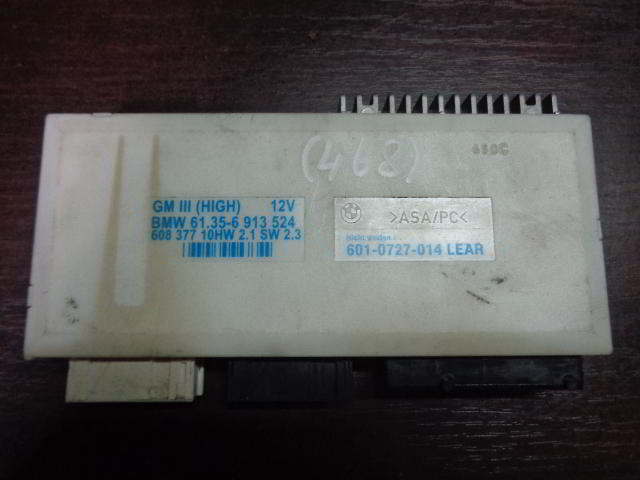 (468)
GM III (HIGH) 12V
BMW 61.35-6 913 524
608 377 10HW 2.1 SW 2.3
>ASA/PC<
601-0727-014 LEAR